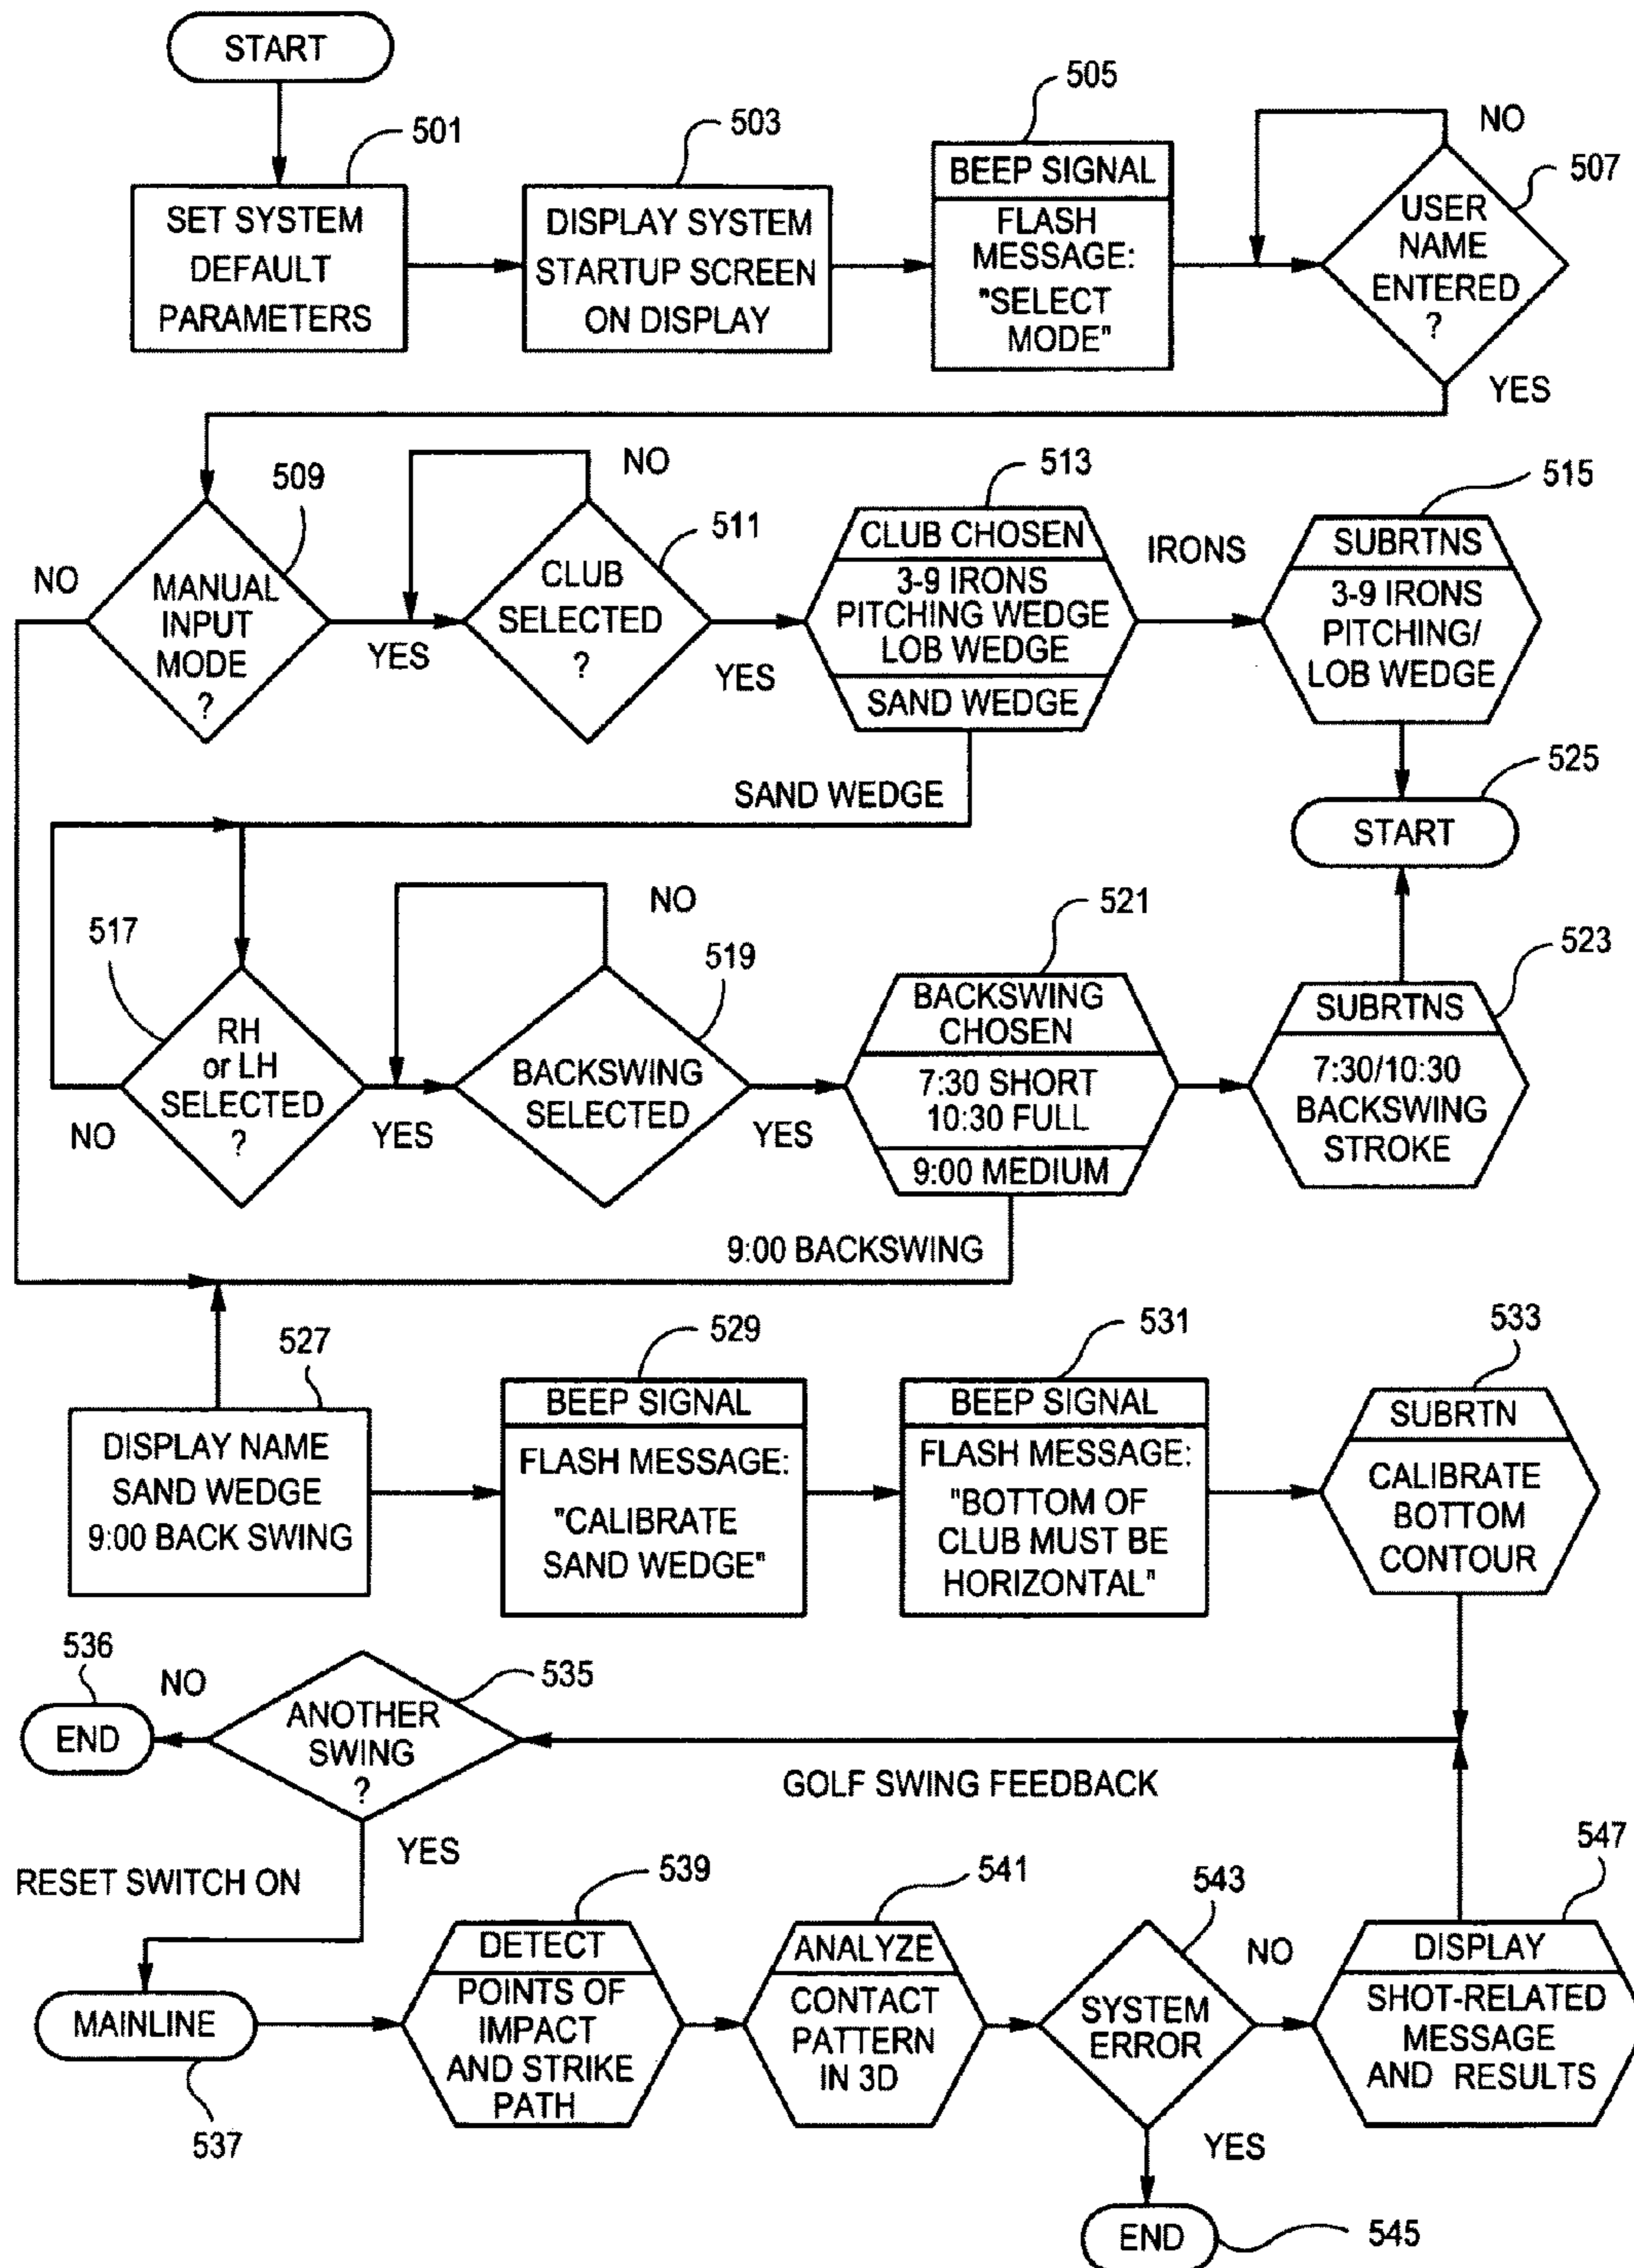 START
501
SET SYSTEM
DEFAULT
PARAMETERS
503
DISPLAY SYSTEM
STARTUP SCREEN
ON DISPLAY
505
BEEP SIGNAL
FLASH
MESSAGE:
"SELECT
MODE"
NO
507
USER
NAME
ENTERED
?
YES
509
NO
MANUAL
INPUT
MODE
?
YES
NO
511
CLUB
SELECTED
?
YES
513
CLUB CHOSEN
3-9 IRONS
PITCHING WEDGE
LOB WEDGE
SAND WEDGE
IRONS
515
SUBRTNS
3-9 IRONS
PITCHING/
LOB WEDGE
SAND WEDGE
525
START
517
RH
or LH
SELECTED
?
NO
YES
NO
519
BACKSWING
SELECTED
YES
521
BACKSWING
CHOSEN
7:30 SHORT
10:30 FULL
9:00 MEDIUM
523
SUBRTNS
7:30/10:30
BACKSWING
STROKE
9:00 BACKSWING
527
DISPLAY NAME
SAND WEDGE
9:00 BACK SWING
529
BEEP SIGNAL
FLASH MESSAGE:
"CALIBRATE
SAND WEDGE"
531
BEEP SIGNAL
FLASH MESSAGE:
"BOTTOM OF
CLUB MUST BE
HORIZONTAL"
533
SUBRTN
CALIBRATE
BOTTOM
CONTOUR
536
END
NO
535
ANOTHER
SWING
?
GOLF SWING FEEDBACK
YES
RESET SWITCH ON
MAINLINE
537
539
DETECT
POINTS OF
IMPACT
AND STRIKE
PATH
541
ANALYZE
CONTACT
PATTERN
IN 3D
543
SYSTEM
ERROR
NO
YES
547
DISPLAY
SHOT-RELATED
MESSAGE
AND RESULTS
END
545